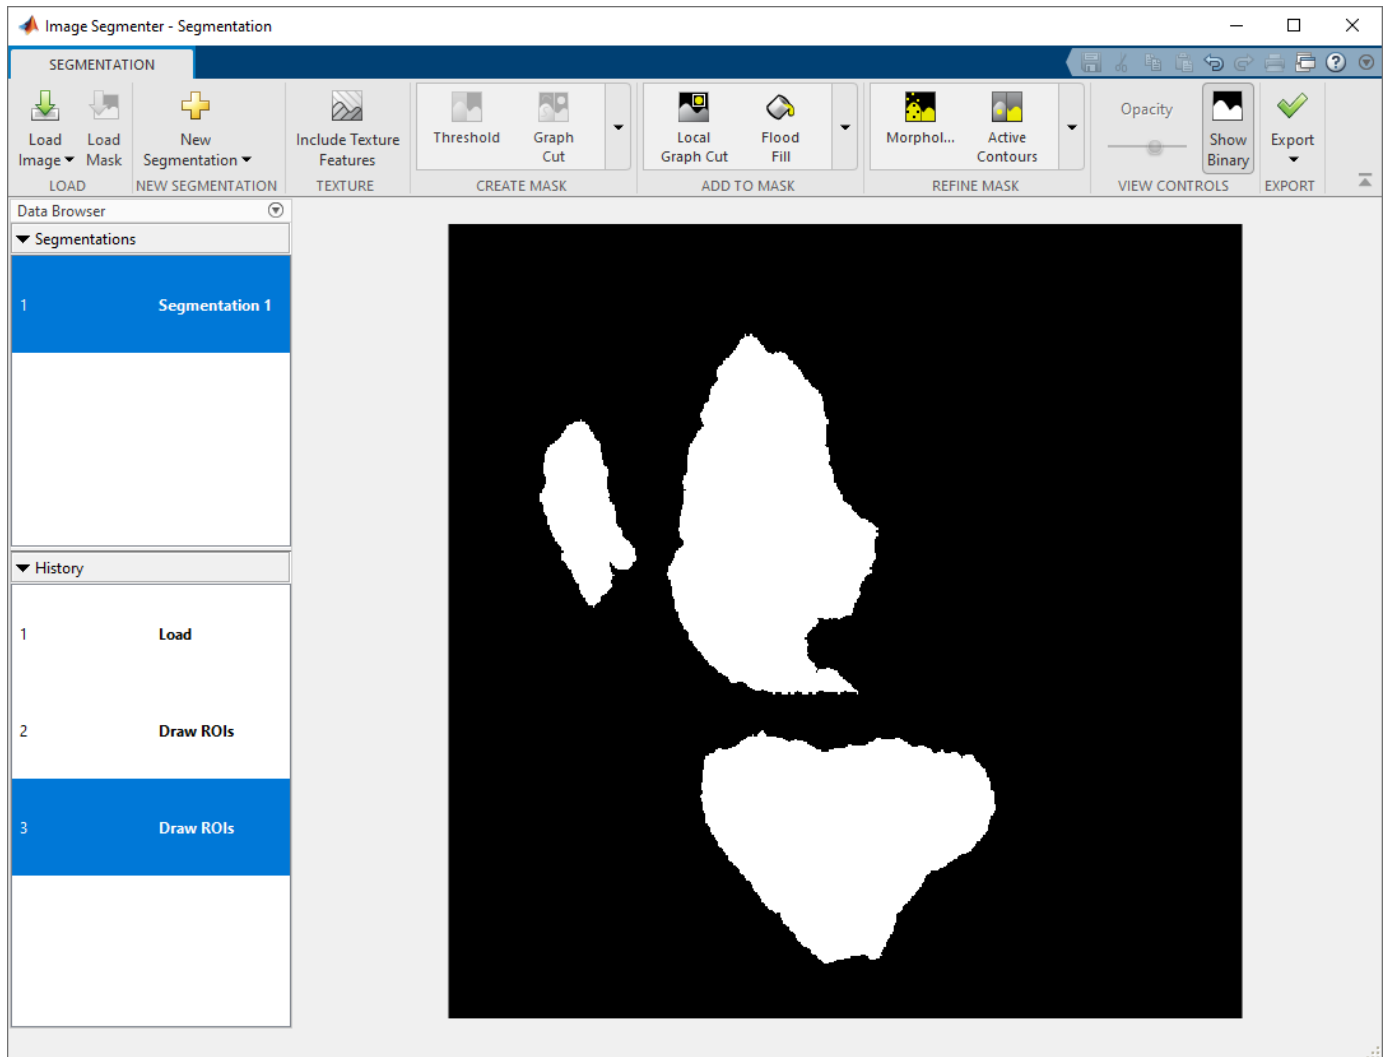 Image Segmenter - Segmentation
SEGMENTATION
Load Image
Load Mask
New Segmentation
Include Texture Features
Threshold
Graph Cut
Local Graph Cut
Flood Fill
Morphol...
Active Contours
Opacity
Show Binary
Export
LOAD
NEW SEGMENTATION
TEXTURE
CREATE MASK
ADD TO MASK
REFINE MASK
VIEW CONTROLS
EXPORT
Data Browser
Segmentations
1 Segmentation 1
History
1 Load
2 Draw ROIs
3 Draw ROIs